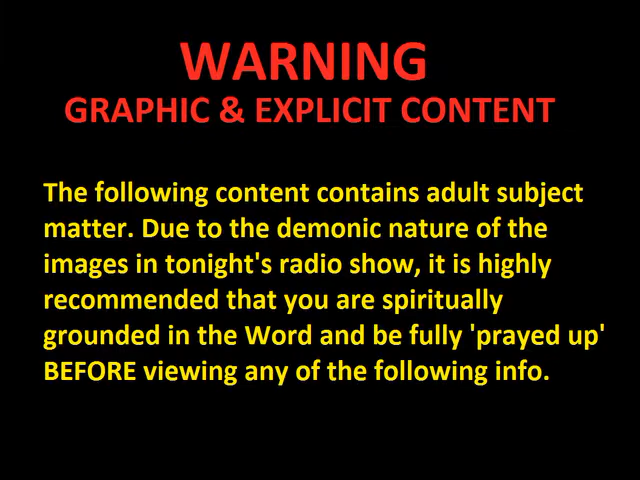 WARNING
GRAPHIC & EXPLICIT CONTENT
The following content contains adult subject
matter. Due to the demonic nature of the
images in tonight's radio show, it is highly
recommended that you are spiritually
grounded in the Word and be fully 'prayed up'
BEFORE viewing any of the following info.